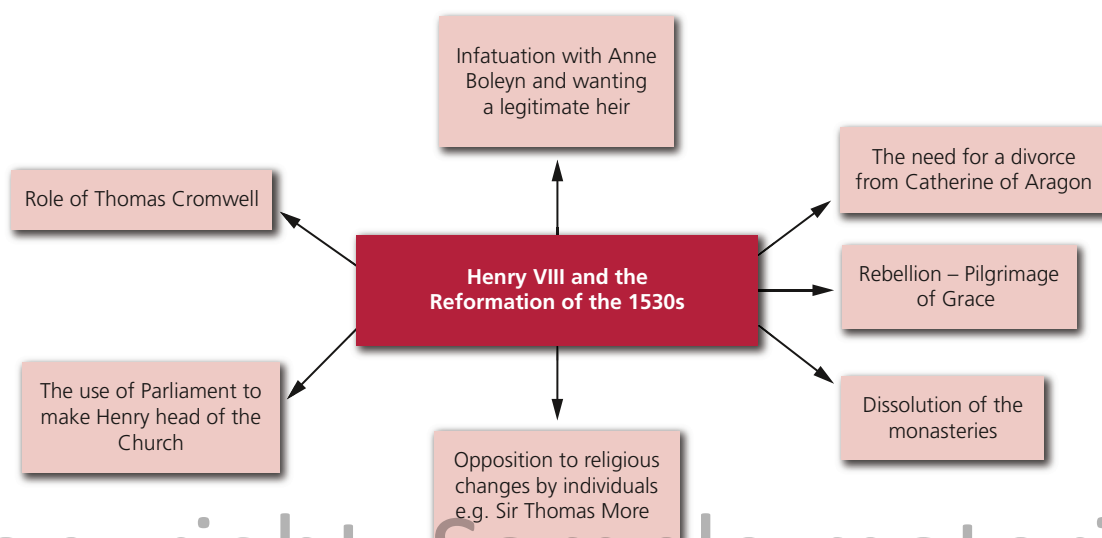 Infatuation with Anne
Boleyn and wanting
a legitimate heir
The need for a divorce
from Catherine of Aragon
Role of Thomas Cromwell
Henry VIII and the
Reformation of the 1530s
Rebellion – Pilgrimage
of Grace
The use of Parliament to
make Henry head of the
Church
Dissolution of the
monasteries
Opposition to religious
changes by individuals
e.g. Sir Thomas More